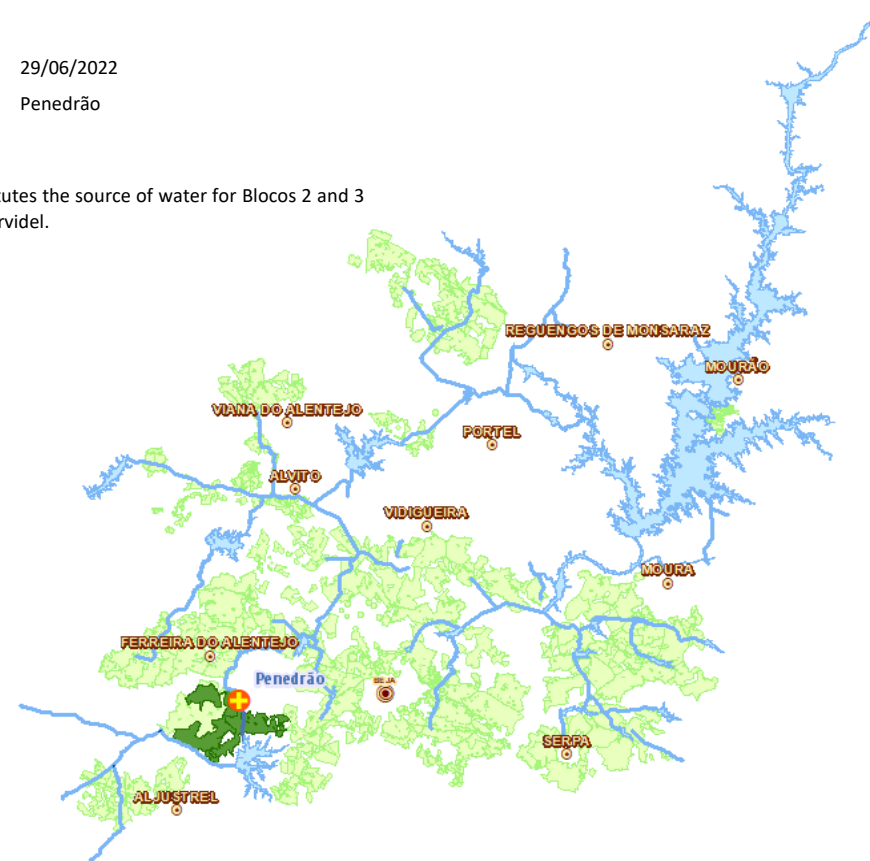 29/06/2022
Penedrão
utes the source of water for Blocos 2 and 3
rvidel.
REGUENGOS DE MONSARAZ
MOURÃO
VIANA DO ALENTEJO
PORTEL
ALVITO
VIDIGUEIRA
MOURA
FERREIRA DO ALENTEJO
Penedrão
BEJA
SERPA
ALJUSTREL